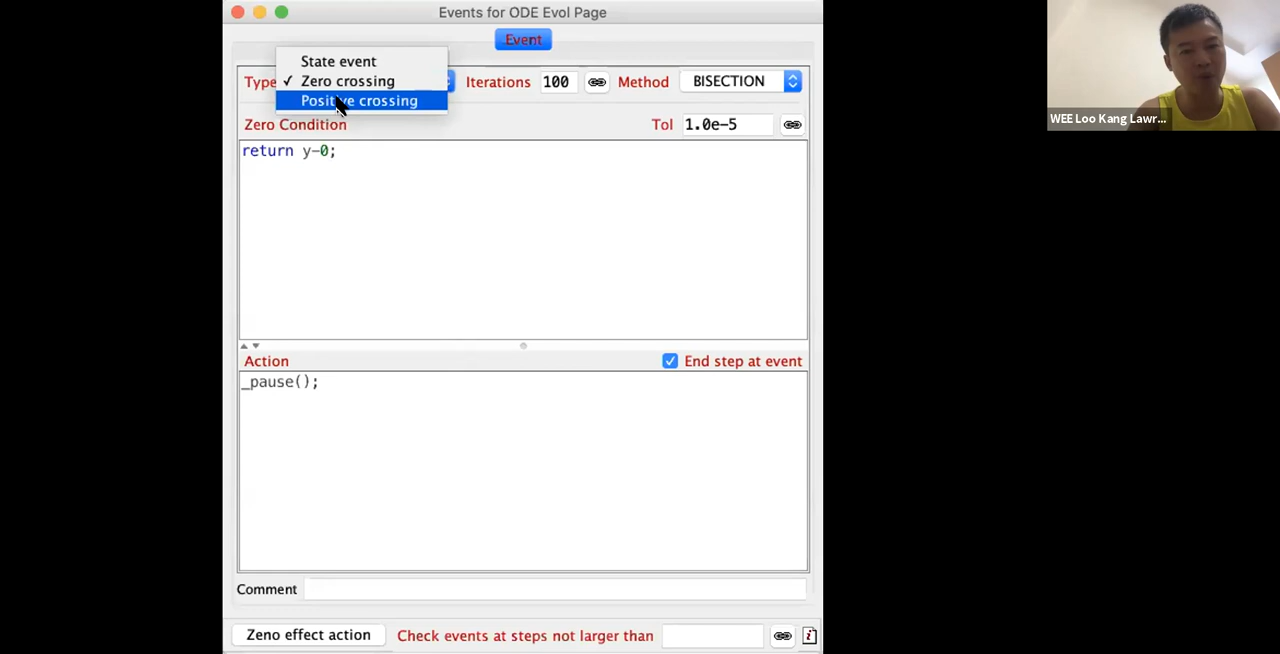 Events for ODE Evol Page
WEE Loo Kang Lawr...
Event
State event
Type ✓ Zero crossing Iterations 100 Method BISECTION
Positive crossing
Zero Condition Tol 1.0e-5
return y-0;
Action End step at event
_pause();
Comment
Zeno effect action Check events at steps not larger than